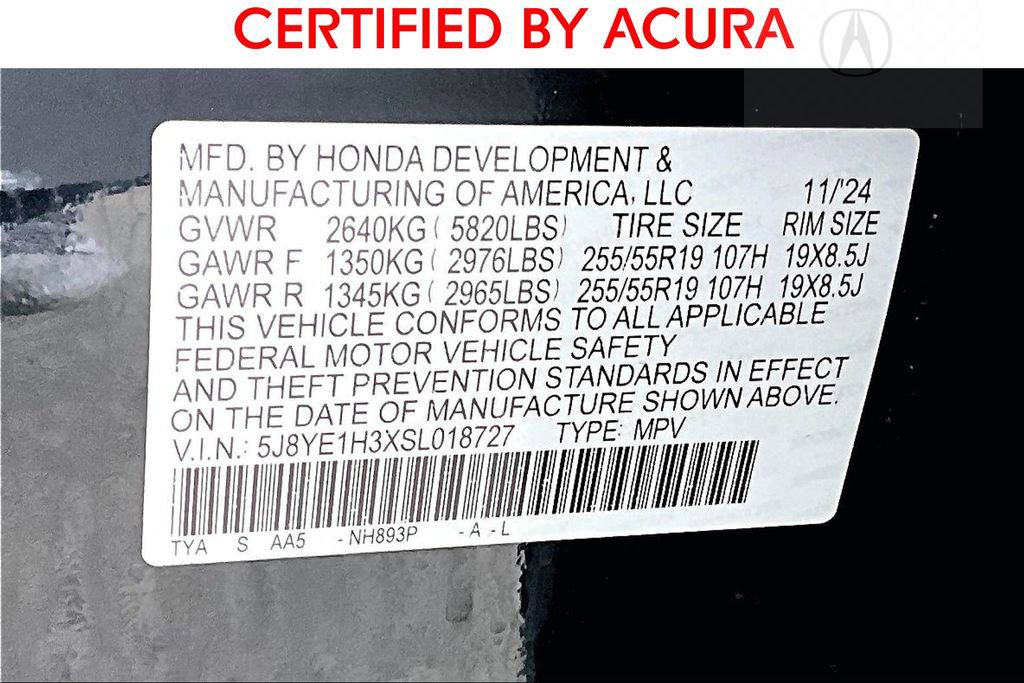 CERTIFIED BY ACURA
MFD. BY HONDA DEVELOPMENT &
MANUFACTURING OF AMERICA, LLC 11/'24
GVWR 2640KG ( 5820LBS) TIRE SIZE RIM SIZE
GAWR F 1350KG ( 2976LBS) 255/55R19 107H 19X8.5J
GAWR R 1345KG ( 2965LBS) 255/55R19 107H 19X8.5J
THIS VEHICLE CONFORMS TO ALL APPLICABLE
FEDERAL MOTOR VEHICLE SAFETY
AND THEFT PREVENTION STANDARDS IN EFFECT
ON THE DATE OF MANUFACTURE SHOWN ABOVE.
V.I.N.: 5J8YE1H3XSL018727 TYPE: MPV
TYA S AA5 - NH893P - A - L